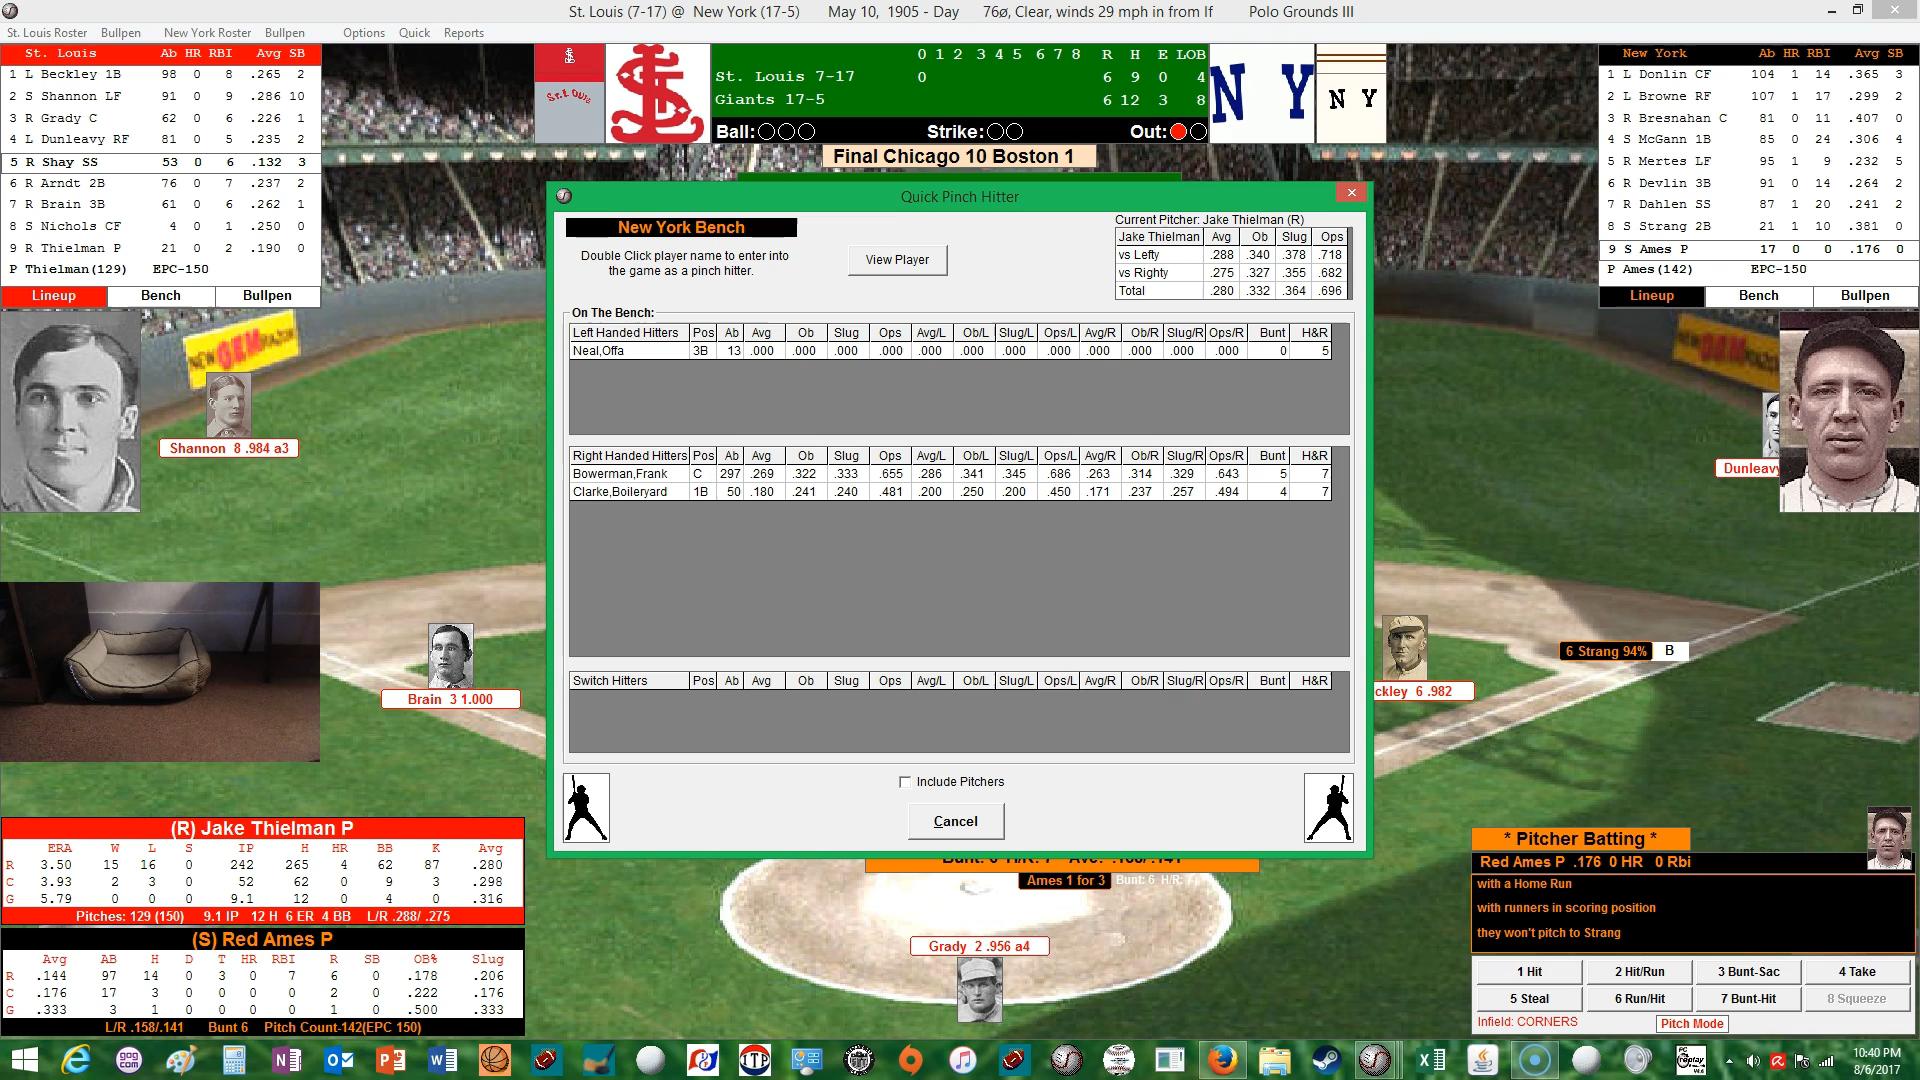 St. Louis (7-17) @ New York (17-5) May 10, 1905 - Day 76ø, Clear, winds 29 mph in from lf Polo Grounds III
St. Louis Roster Bullpen New York Roster Bullpen Options Quick Reports
St. Louis Ab HR RBI Avg SB
1 L Beckley 1B 98 0 8 .265 2
2 S Shannon LF 91 0 9 .286 10
3 R Grady C 62 0 6 .226 1
4 L Dunleavy RF 81 0 5 .235 2
5 R Shay SS 53 0 6 .132 3
6 R Arndt 2B 76 0 7 .237 2
7 R Brain 3B 61 0 6 .262 1
8 S Nichols CF 4 0 1 .250 0
9 R Thielman P 21 0 2 .190 0
P Thielman(129) EPC-150
Lineup Bench Bullpen
St. Louis
0 1 2 3 4 5 6 7 8 R H E LOB
St. Louis 7-17 0 6 9 0 4
Giants 17-5 6 12 3 8
Ball: Strike: Out:
Final Chicago 10 Boston 1
N Y
N Y
New York Ab HR RBI Avg SB
1 L Donlin CF 104 1 14 .365 3
2 L Browne RF 107 1 17 .299 2
3 R Bresnahan C 81 0 11 .407 0
4 S McGann 1B 85 0 24 .306 4
5 R Mertes LF 95 1 9 .232 5
6 R Devlin 3B 91 0 14 .264 2
7 R Dahlen SS 87 1 20 .241 2
8 S Strang 2B 21 1 10 .381 0
9 S Ames P 17 0 0 .176 0
P Ames(142) EPC-150
Lineup Bench Bullpen
Quick Pinch Hitter
New York Bench
Double Click player name to enter into
the game as a pinch hitter.
View Player
Current Pitcher: Jake Thielman (R)
Jake Thielman Avg Ob Slug Ops
vs Lefty .288 .340 .378 .718
vs Righty .275 .327 .355 .682
Total .280 .332 .364 .696
On The Bench:
Left Handed Hitters Pos Ab Avg Ob Slug Ops Avg/L Ob/L Slug/L Ops/L Avg/R Ob/R Slug/R Ops/R Bunt H&R
Neal,Offa 3B 13 .000 .000 .000 .000 .000 .000 .000 .000 .000 .000 .000 .000 0 5
Right Handed Hitters Pos Ab Avg Ob Slug Ops Avg/L Ob/L Slug/L Ops/L Avg/R Ob/R Slug/R Ops/R Bunt H&R
Bowerman,Frank C 297 .269 .322 .333 .655 .286 .341 .345 .686 .263 .314 .329 .643 5 7
Clarke,Boileryard 1B 50 .180 .241 .240 .481 .200 .250 .200 .450 .171 .237 .257 .494 4 7
Switch Hitters Pos Ab Avg Ob Slug Ops Avg/L Ob/L Slug/L Ops/L Avg/R Ob/R Slug/R Ops/R Bunt H&R
Include Pitchers
Cancel
NEW GEM RAZOR
Shannon 8 .984 a3
Dunleavy
Brain 3 1.000
ckley 6 .982
6 Strang 94% B
Ames 1 for 3 Bunt: 6 H/R:
Grady 2 .956 a4
(R) Jake Thielman P
ERA W L S IP H HR BB K Avg
R 3.50 15 16 0 242 265 4 62 87 .280
C 3.93 2 3 0 52 62 0 9 3 .298
G 5.79 0 0 0 9.1 12 0 4 0 .316
Pitches: 129 (150) 9.1 IP 12 H 6 ER 4 BB L/R .288/ .275
(S) Red Ames P
Avg AB H D T HR RBI R SB OB% Slug
R .144 97 14 0 3 0 7 6 0 .178 .206
C .176 17 3 0 0 0 0 2 0 .222 .176
G .333 3 1 0 0 0 0 1 0 .500 .333
L/R .158/.141 Bunt 6 Pitch Count-142(EPC 150)
* Pitcher Batting *
Red Ames P .176 0 HR 0 Rbi
with a Home Run
with runners in scoring position
they won't pitch to Strang
1 Hit 2 Hit/Run 3 Bunt-Sac 4 Take
5 Steal 6 Run/Hit 7 Bunt-Hit 8 Squeeze
Infield: CORNERS Pitch Mode
10:40 PM
8/6/2017